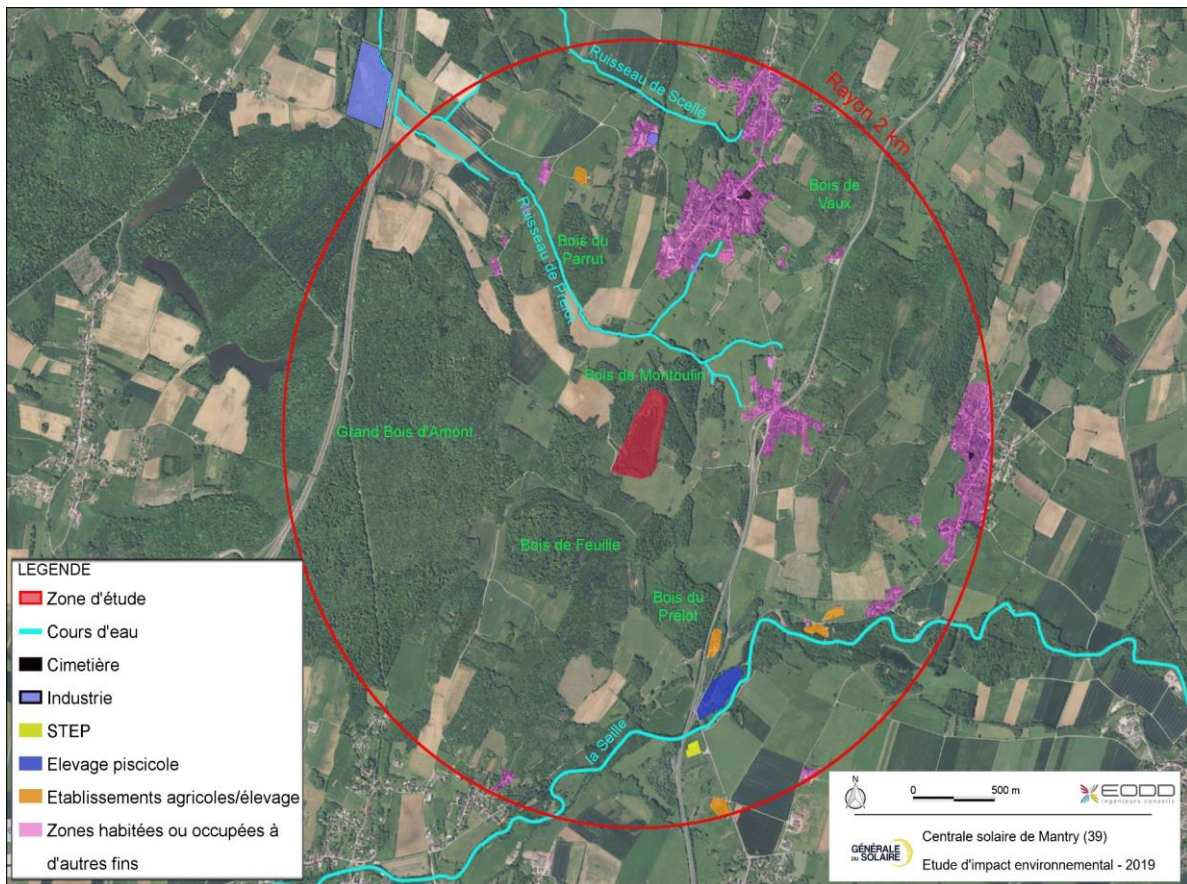 Ruisseau de Scellé
Rayon 2 km
Bois de
Vaux
Ruisseau de Prélot
Bois du
Parrut
Bois de Montoulin
Grand Bois d'Amont
Bois de Feuille
Bois du
Prélot
la Seille
LEGENDE
Zone d'étude
Cours d'eau
Cimetière
Industrie
STEP
Elevage piscicole
Etablissements agricoles/élevage
Zones habitées ou occupées à
d'autres fins
N
0 500 m
EODD
ingénieurs conseils
GÉNÉRALE
DU SOLAIRE
Centrale solaire de Mantry (39)
Etude d'impact environnemental - 2019